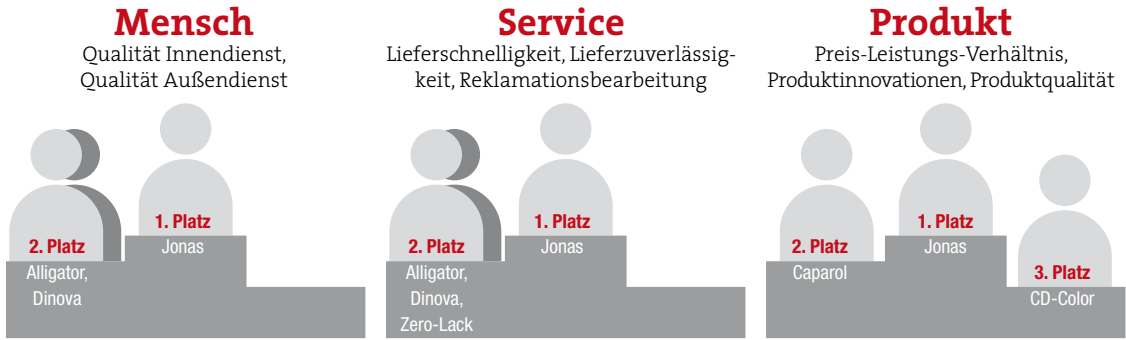 Mensch
Qualität Innendienst,
Qualität Außendienst
1. Platz
Jonas
2. Platz
Alligator,
Dinova
Service
Lieferschnelligkeit, Lieferzuverlässig-
keit, Reklamationsbearbeitung
1. Platz
Jonas
2. Platz
Alligator,
Dinova,
Zero-Lack
Produkt
Preis-Leistungs-Verhältnis,
Produktinnovationen, Produktqualität
1. Platz
Jonas
2. Platz
Caparol
3. Platz
CD-Color